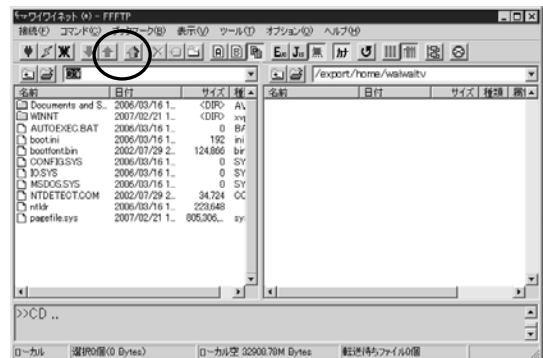 ワイワイネット (*) - FFFTP
接続(F) コマンド(C) ブックマーク(B) 表示(V) ツール(T) オプション(O) ヘルプ(H)
/export/home/waiwaitv
名前 日付 サイズ 種 名前 日付 サイズ 種類
Documents and S... 2006/03/16 1... <DIR>
WINNT 2007/02/21 1... <DIR>
AUTOEXEC.BAT 2006/03/16 1... 0
boot.ini 2006/03/16 1... 192 ini
bootfont.bin 2002/07/29 2... 124,866 bin
CONFIG.SYS 2006/03/16 1... 0 SY
IO.SYS 2006/03/16 1... 0 SY
MSDOS.SYS 2006/03/16 1... 0 SY
NTDETECT.COM 2002/07/29 2... 34,724 CO
ntldr 2006/03/16 1... 223,648
pagefile.sys 2007/02/21 1... 805,306,... sy
>>CD ..
ローカル 選択0個(0 Bytes) ローカル空 32900.70M Bytes 転送待ちファイル0個